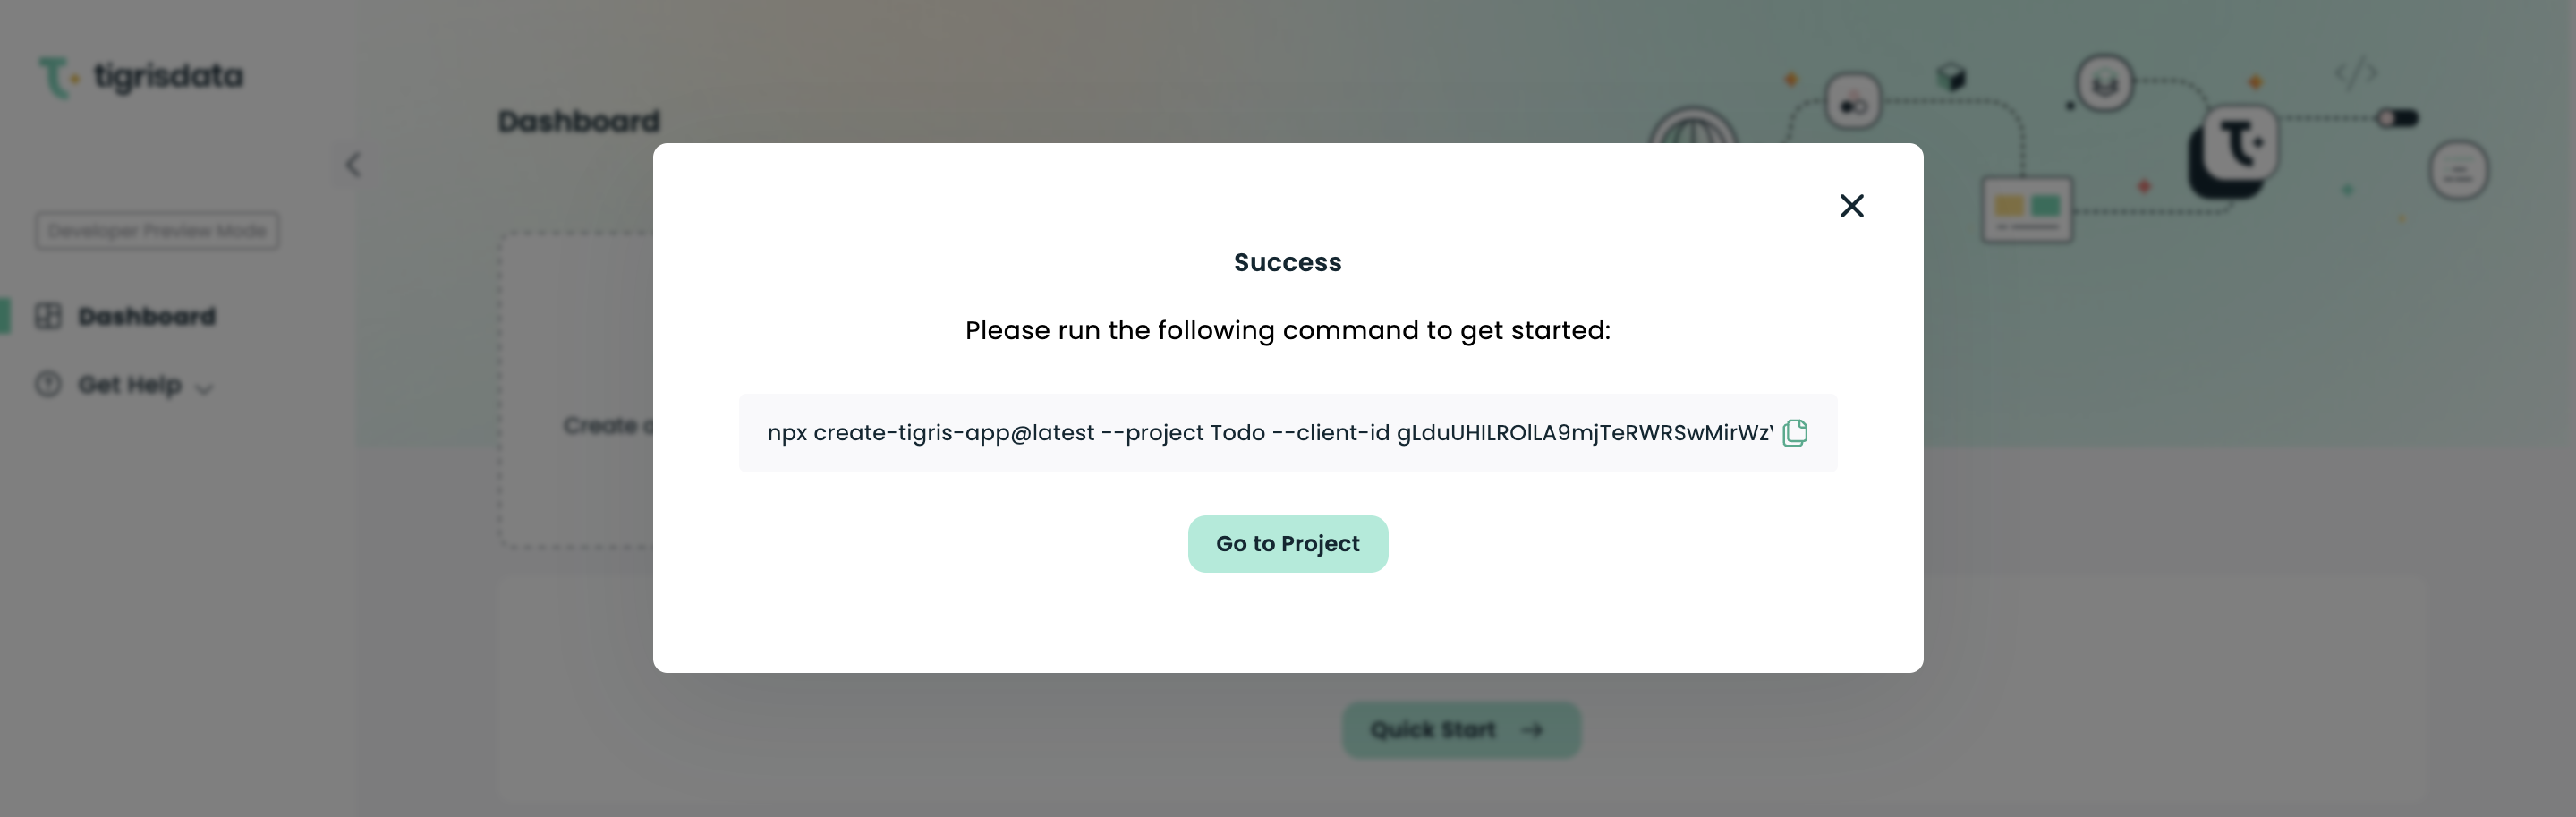 tigrisdata
Dashboard
Developer Preview Mode
Dashboard
Get Help
Create
Success
Please run the following command to get started:
npx create-tigris-app@latest --project Todo --client-id gLduUHILROlLA9mjTeRWRSwMirWz
Go to Project
Quick Start